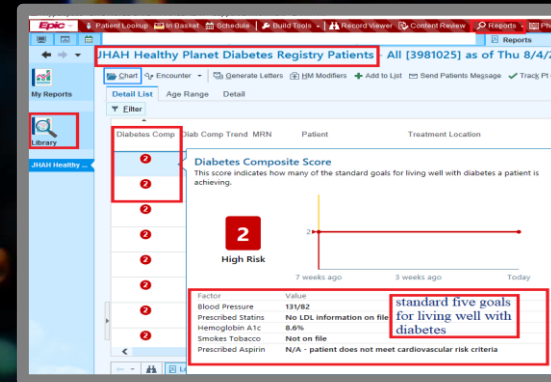 Epic Patient Lookup In Basket Schedule Build Tools Record Viewer Content Review Reports
Reports
JHAH Healthy Planet Diabetes Registry Patients - All [3981025] as of Thu 8/4/2
Chart Encounter Generate Letters HM Modifiers Add to List Send Patients Message Track Pt
My Reports
Detail List Age Range Detail
Filter
Library
Diabetes Comp Diab Comp Trend MRN Patient Treatment Location
JHAH Healthy ...
2
Diabetes Composite Score
This score indicates how many of the standard goals for living well with diabetes a patient is
achieving.
2
2
2
2
2
High Risk
2
7 weeks ago 3 weeks ago Today
2
Factor Value
Blood Pressure 131/82
2
Prescribed Statins No LDL information on file
Hemoglobin A1c 8.6%
Smokes Tobacco Not on file
2
Prescribed Aspirin N/A - patient does not meet cardiovascular risk criteria
standard five goals
for living well with
diabetes